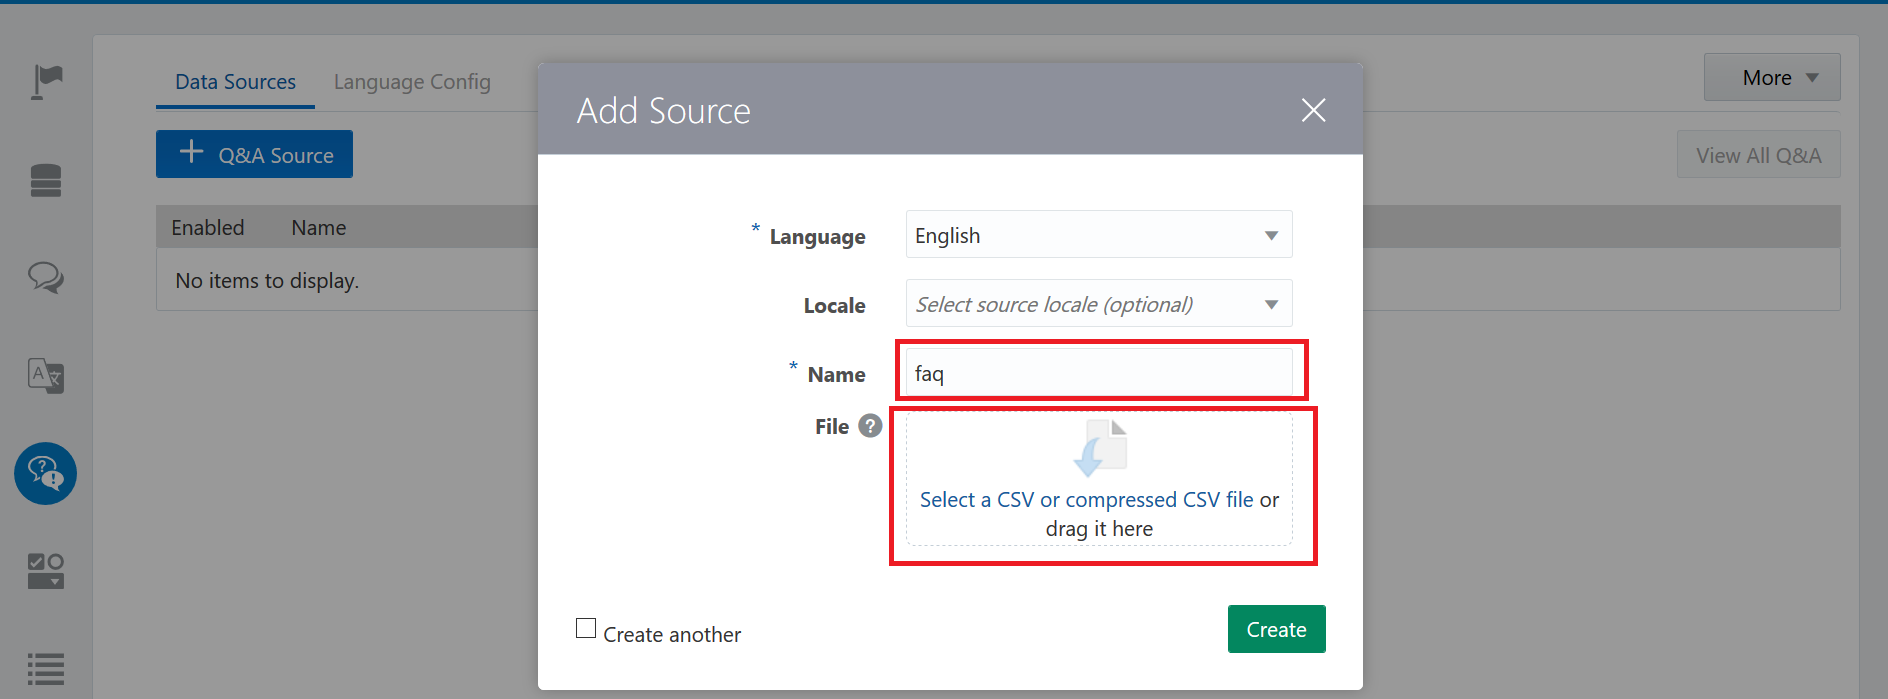 Data Sources Language Config
More
+ Q&A Source
View All Q&A
Enabled Name
No items to display.
Add Source
* Language English
Locale Select source locale (optional)
* Name faq
File ?
Select a CSV or compressed CSV file or
drag it here
Create another
Create